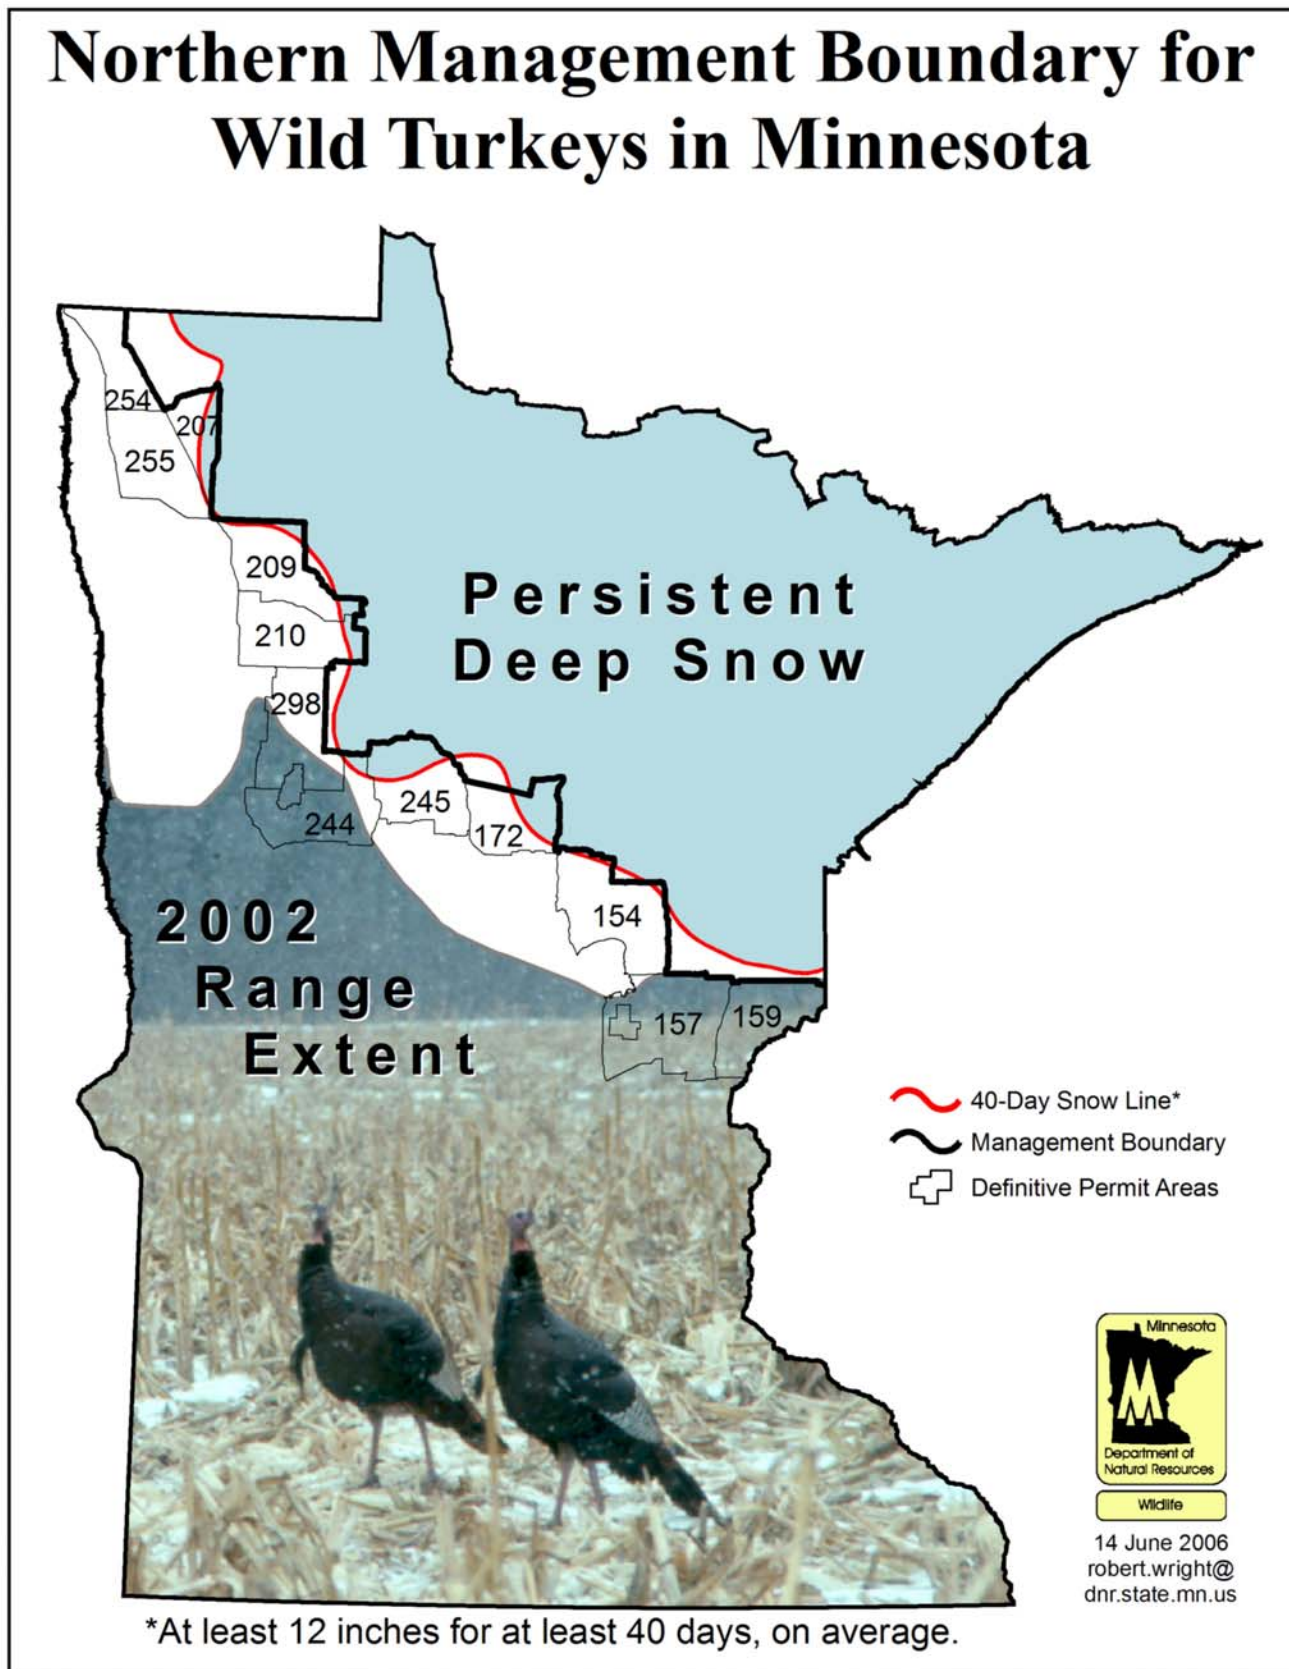 Northern Management Boundary for
Wild Turkeys in Minnesota
254
207
255
209
210
298
244
245
172
154
157
159
Persistent
Deep Snow
2002
Range
Extent
40-Day Snow Line*
Management Boundary
Definitive Permit Areas
Minnesota
Department of
Natural Resources
Wildlife
14 June 2006
robert.wright@
dnr.state.mn.us
*At least 12 inches for at least 40 days, on average.